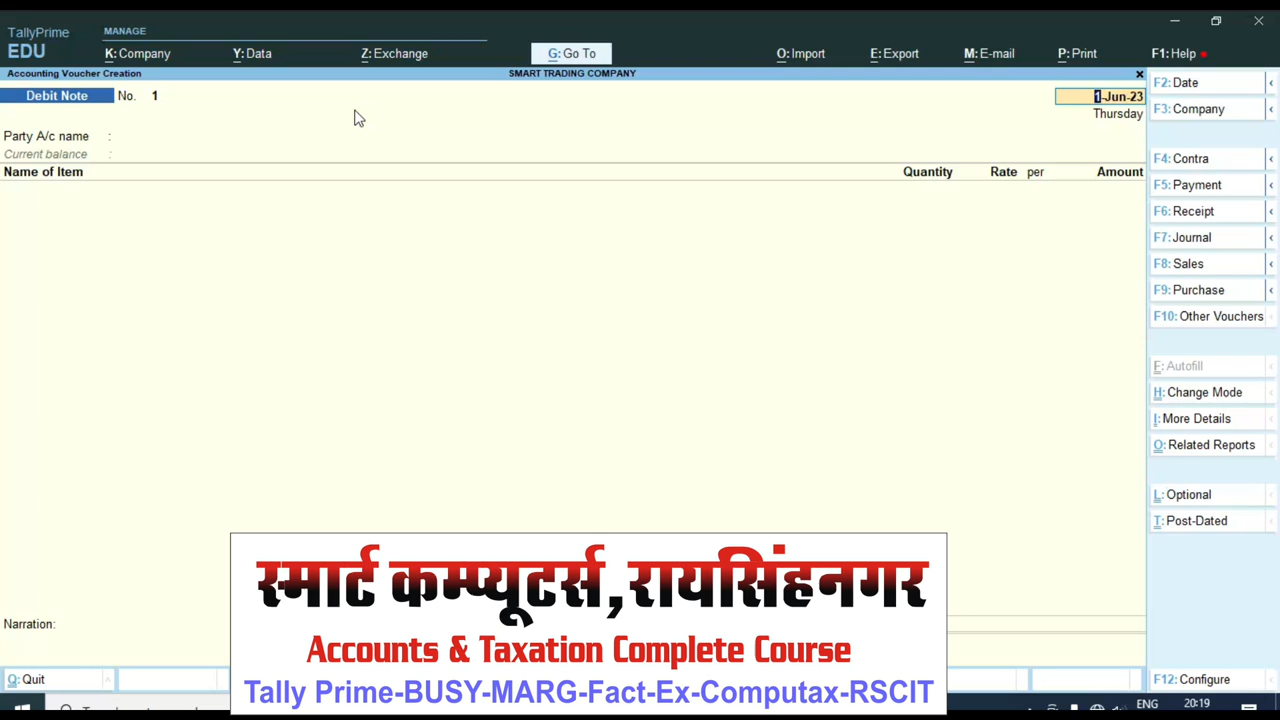 TallyPrime
EDU
MANAGE
K: Company
Y: Data
Z: Exchange
G: Go To
O: Import
E: Export
M: E-mail
P: Print
F1: Help
Accounting Voucher Creation
SMART TRADING COMPANY
Debit Note No. 1
1-Jun-23
Thursday
Party A/c name :
Current balance :
Name of Item
Quantity
Rate per
Amount
F2: Date
F3: Company
F4: Contra
F5: Payment
F6: Receipt
F7: Journal
F8: Sales
F9: Purchase
F10: Other Vouchers
F: Autofill
H: Change Mode
I: More Details
O: Related Reports
L: Optional
T: Post-Dated
Narration:
स्मार्ट कम्प्यूटर्स,रायसिंहनगर
Accounts & Taxation Complete Course
Tally Prime-BUSY-MARG-Fact-Ex-Computax-RSCIT
Q: Quit
F12: Configure
ENG
20:19